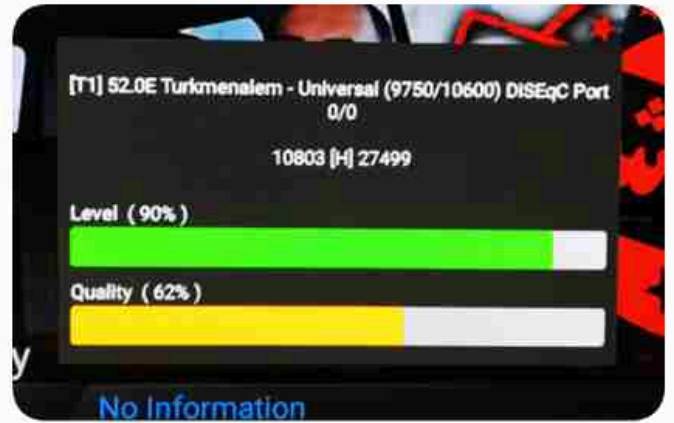 [T1] 52.0E Turkmenalem - Universal (9750/10600) DiSEqC Port
0/0
10803 [H] 27499
Level ( 90% )
Quality ( 62% )
y
No Information